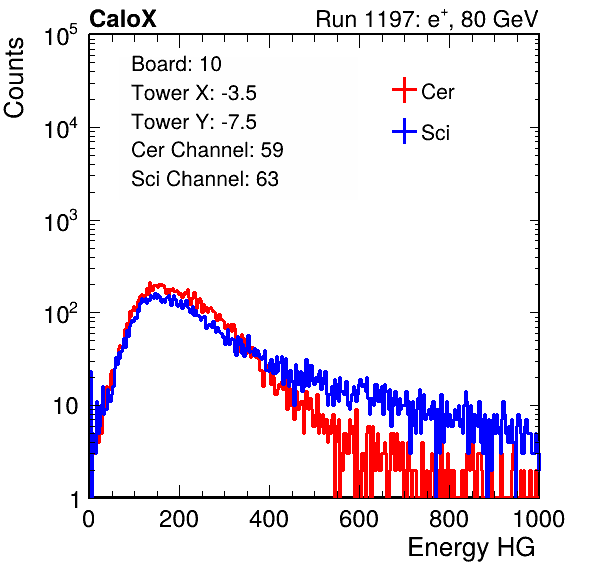 CaloX Run 1197: e⁺, 80 GeV
Counts
Board: 10
Tower X: -3.5
Tower Y: -7.5
Cer Channel: 59
Sci Channel: 63
Cer
Sci
10⁵
10⁴
10³
10²
10
1
0 200 400 600 800 1000
Energy HG